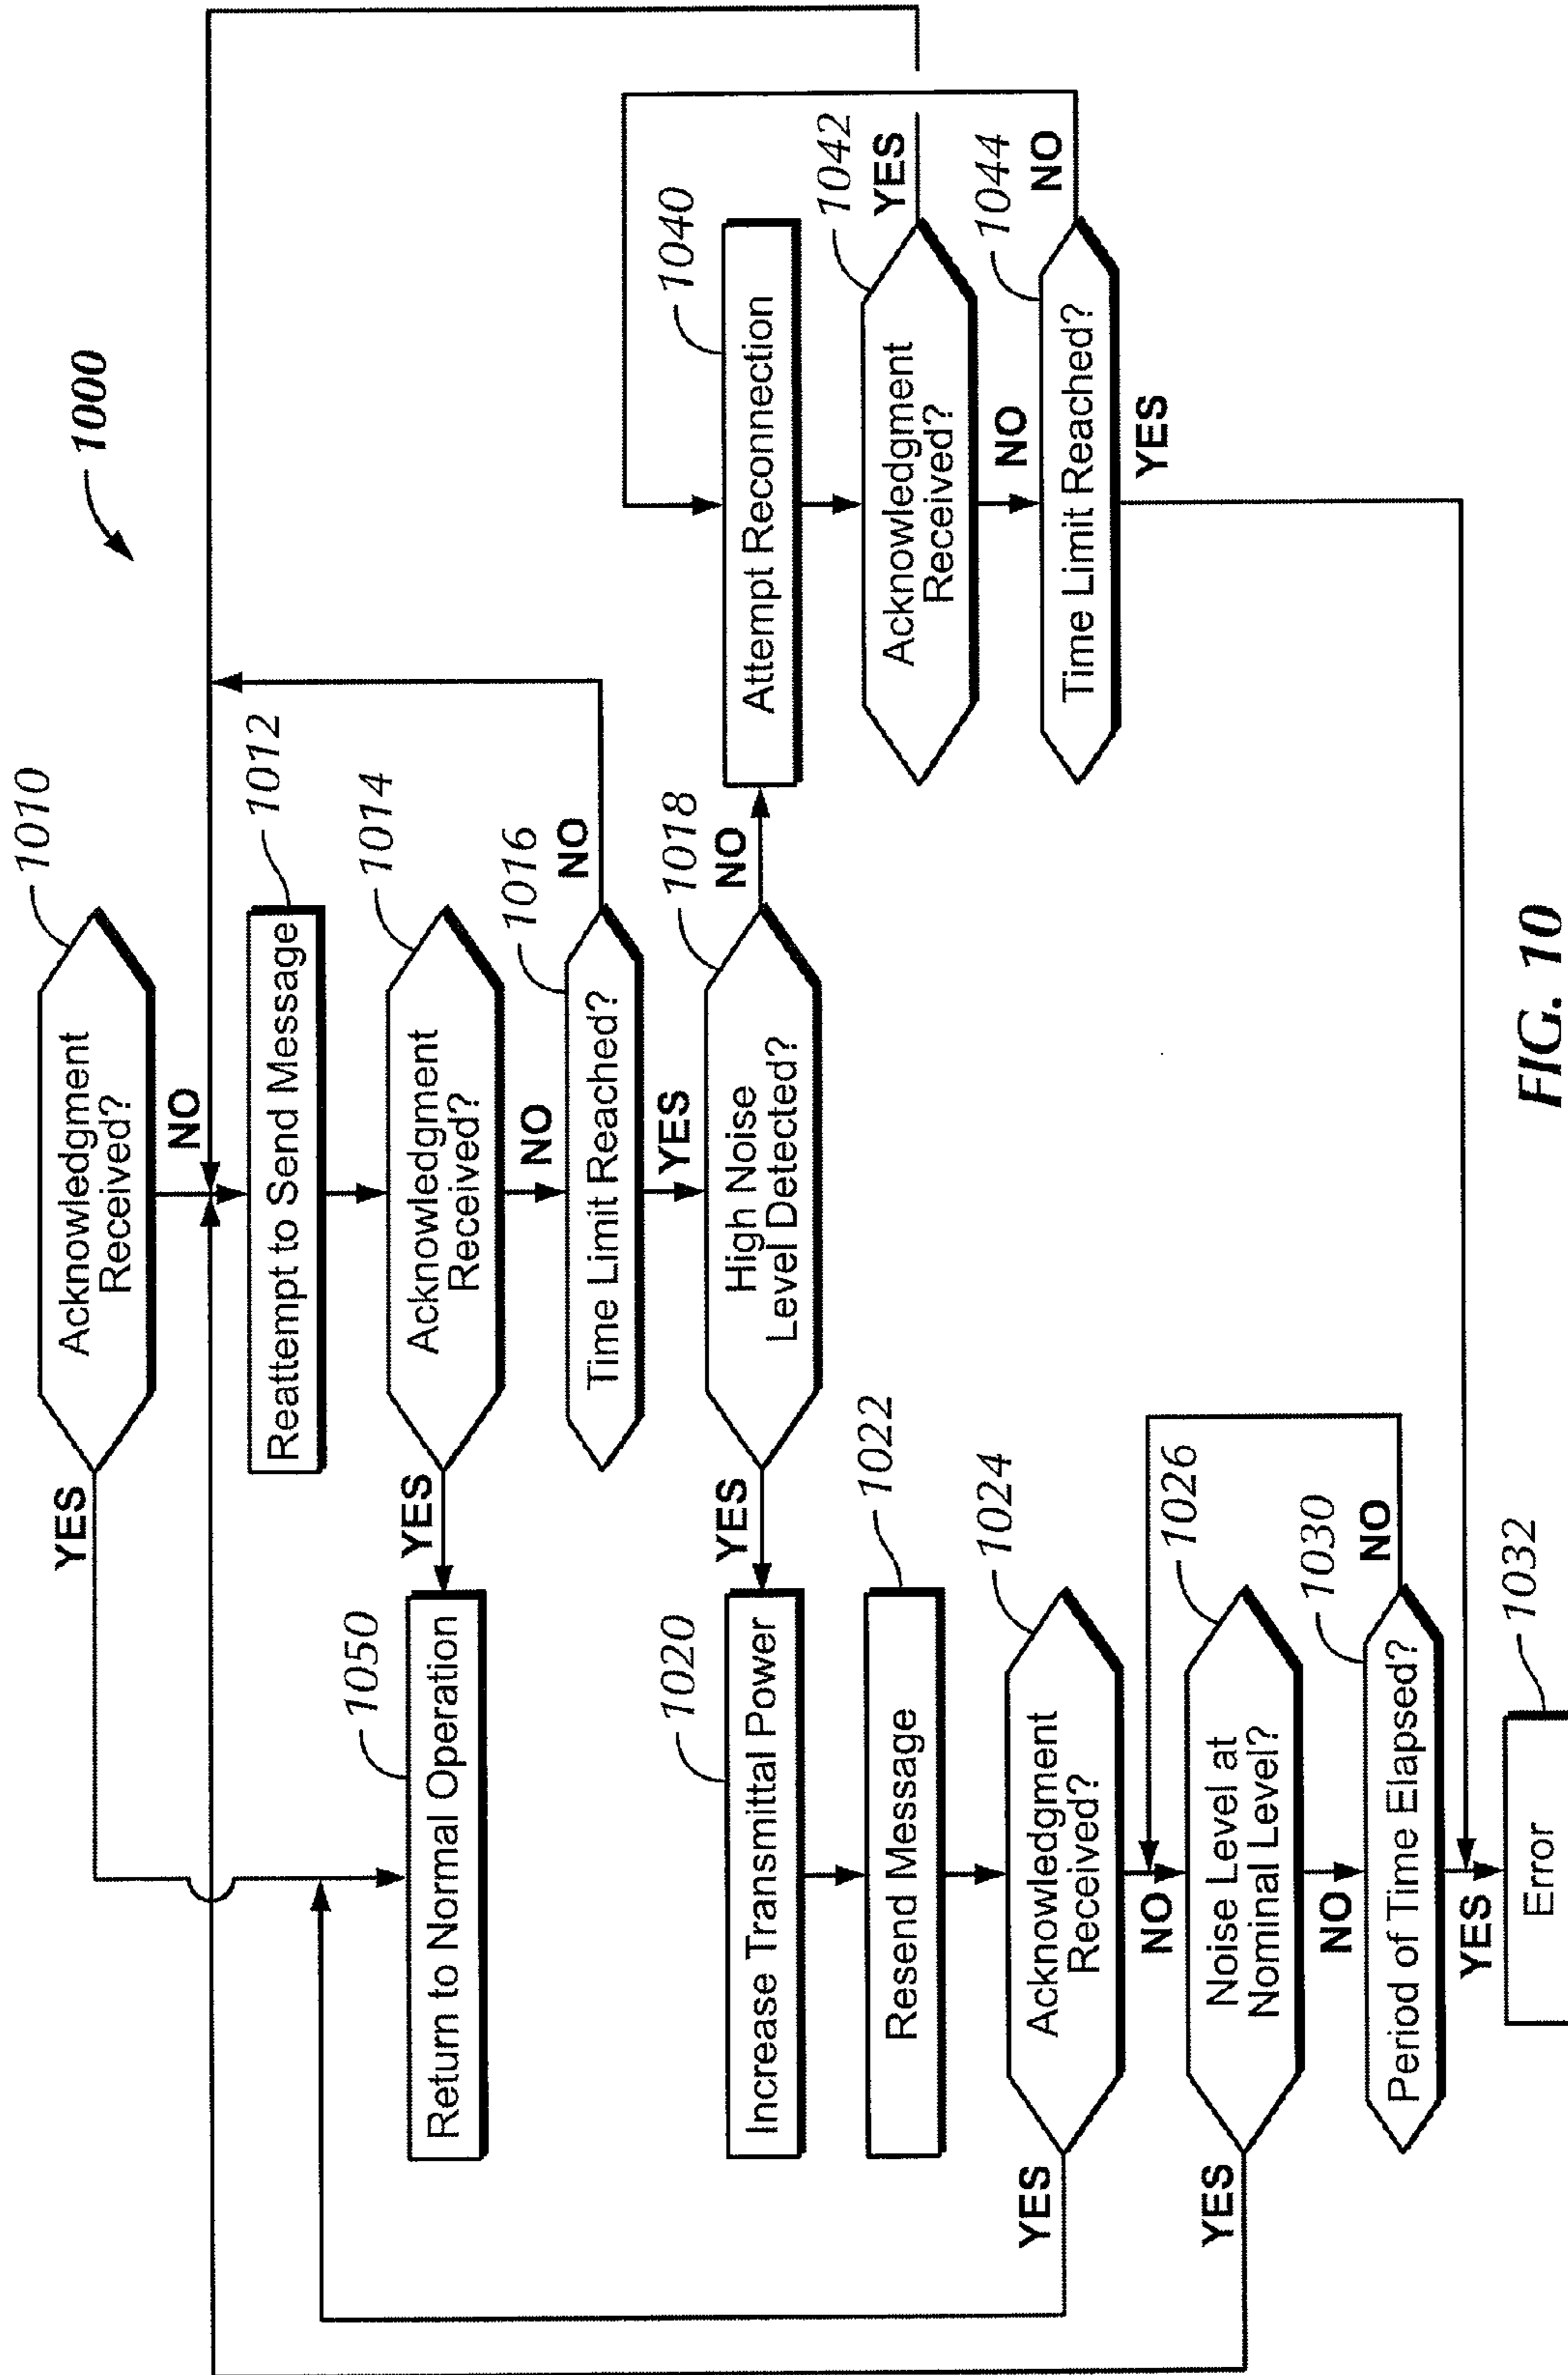 1000
1010
Acknowledgment
Received?
YES
NO
1012
Reattempt to Send Message
1014
Acknowledgment
Received?
YES
NO
1050
Return to Normal Operation
1016
Time Limit Reached?
NO
YES
1018
High Noise
Level Detected?
YES
NO
1020
Increase Transmittal Power
1022
Resend Message
1024
Acknowledgment
Received?
YES
NO
1026
Noise Level at
Nominal Level?
YES
NO
1030
Period of Time Elapsed?
NO
YES
1032
Error
1040
Attempt Reconnection
1042
Acknowledgment
Received?
YES
NO
1044
Time Limit Reached?
NO
YES
FIG. 10